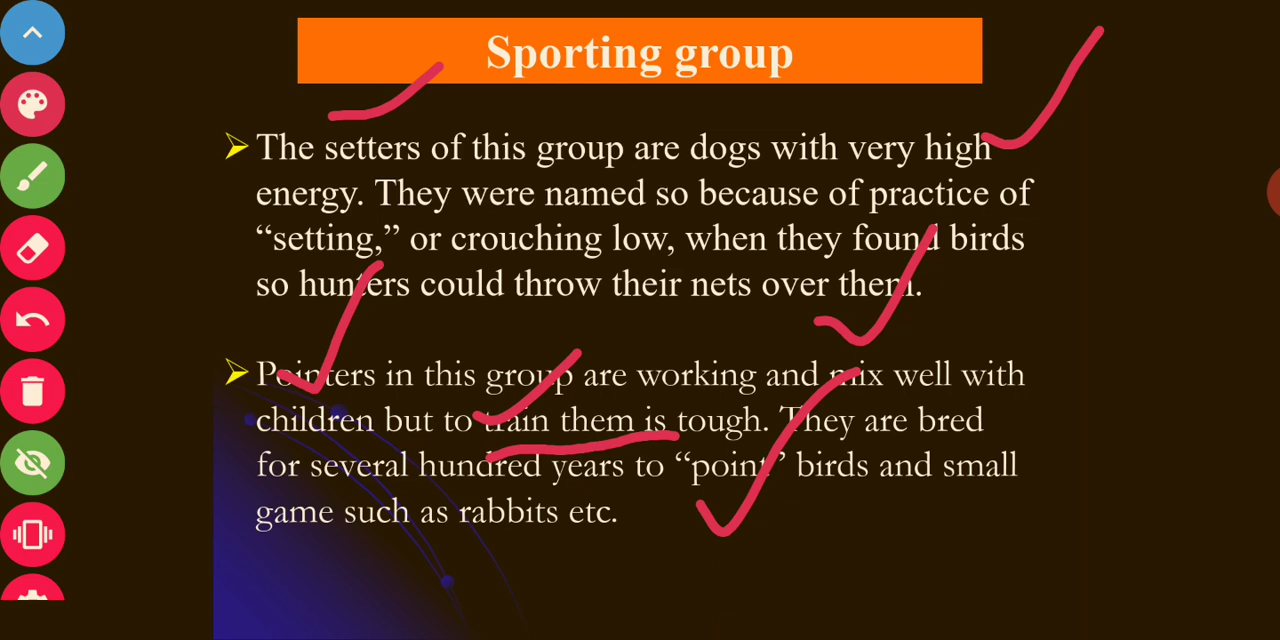 Sporting group
The setters of this group are dogs with very high
energy. They were named so because of practice of
“setting,” or crouching low, when they found birds
so hunters could throw their nets over them.
Pointers in this group are working and mix well with
children but to train them is tough. They are bred
for several hundred years to “point” birds and small
game such as rabbits etc.